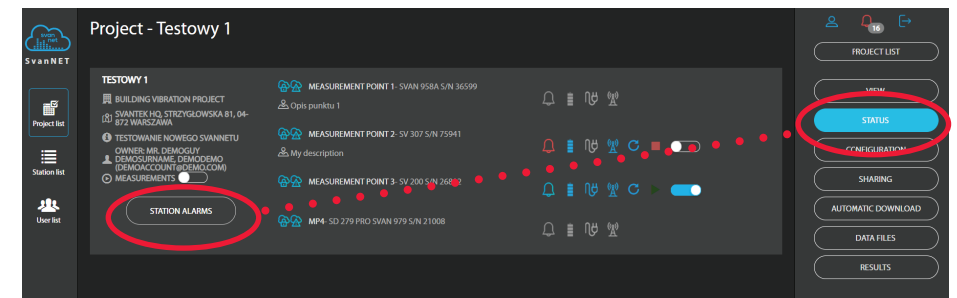 Project - Testowy 1
svan
net
SvanNET
Project list
Station list
User list
TESTOWY 1
BUILDING VIBRATION PROJECT
SVANTEK HQ, STRZYGŁOWSKA 81, 04-
872 WARSZAWA
TESTOWANIE NOWEGO SVANNETU
OWNER: MR. DEMOGUY
DEMOSURNAME, DEMODEMO
(DEMOACCOUNT@DEMO.COM)
MEASUREMENTS
STATION ALARMS
MEASUREMENT POINT 1- SVAN 958A S/N 36599
Opis punktu 1
MEASUREMENT POINT 2- SV 307 S/N 75941
My description
MEASUREMENT POINT 3- SV 200 S/N
MP4- SD 279 PRO SVAN 979 S/N 21008
16
PROJECT LIST
VIEW
STATUS
CONFIGURATION
SHARING
AUTOMATIC DOWNLOAD
DATA FILES
RESULTS